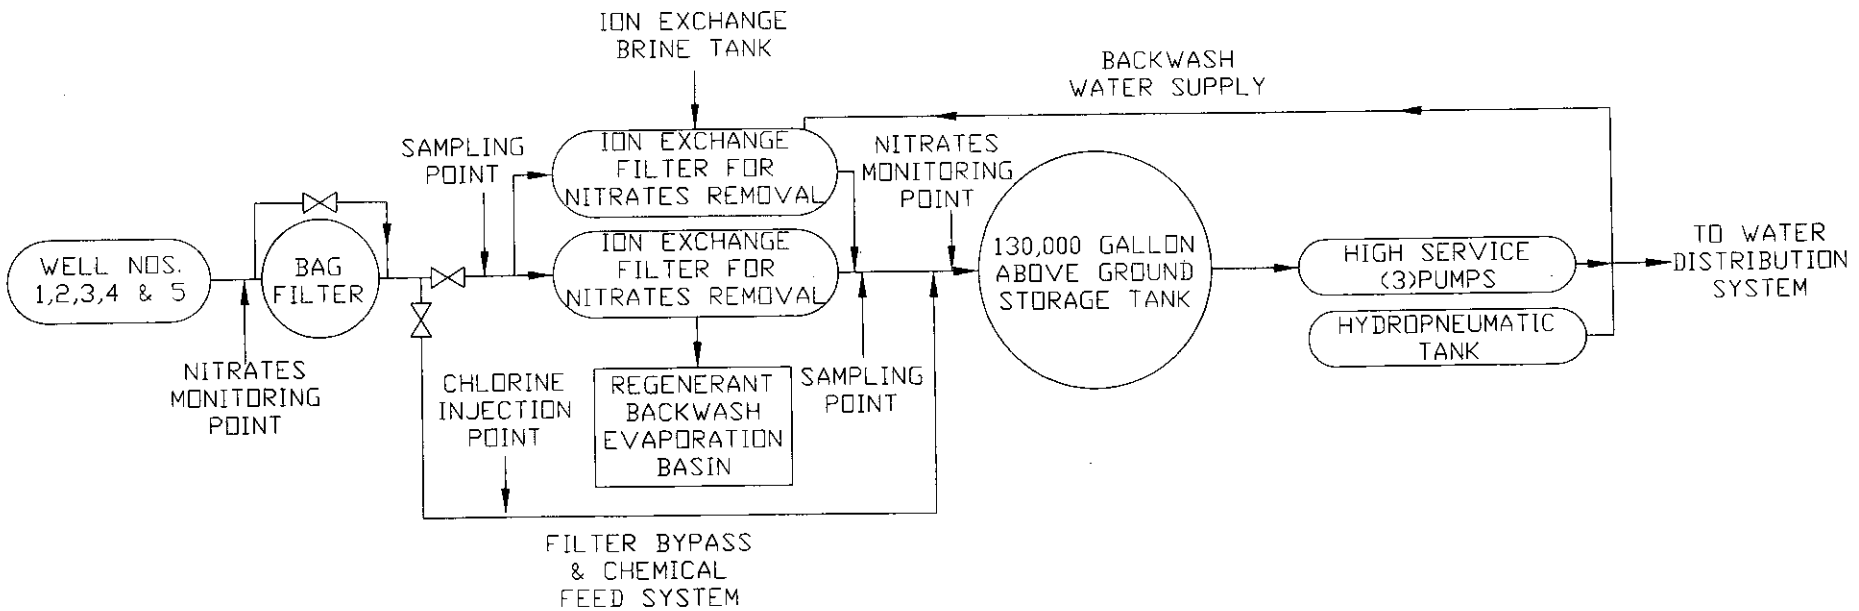 ION EXCHANGE
BRINE TANK
BACKWASH
WATER SUPPLY
SAMPLING
POINT
ION EXCHANGE
FILTER FOR
NITRATES REMOVAL
NITRATES
MONITORING
POINT
WELL NOS.
1,2,3,4 & 5
BAG
FILTER
ION EXCHANGE
FILTER FOR
NITRATES REMOVAL
130,000 GALLON
ABOVE GROUND
STORAGE TANK
HIGH SERVICE
(3)PUMPS
TO WATER
DISTRIBUTION
SYSTEM
HYDROPNEUMATIC
TANK
NITRATES
MONITORING
POINT
CHLORINE
INJECTION
POINT
REGENERANT
BACKWASH
EVAPORATION
BASIN
SAMPLING
POINT
FILTER BYPASS
& CHEMICAL
FEED SYSTEM